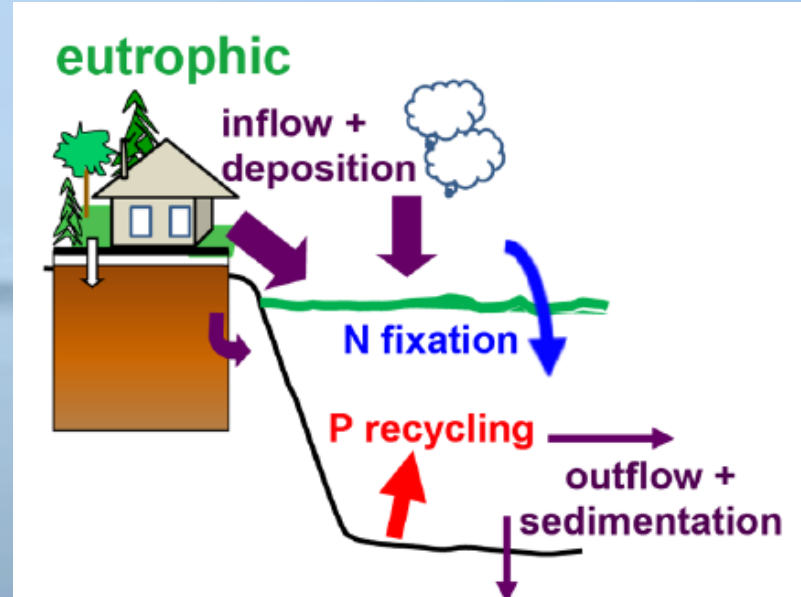 eutrophic
inflow +
deposition
N fixation
P recycling
outflow +
sedimentation